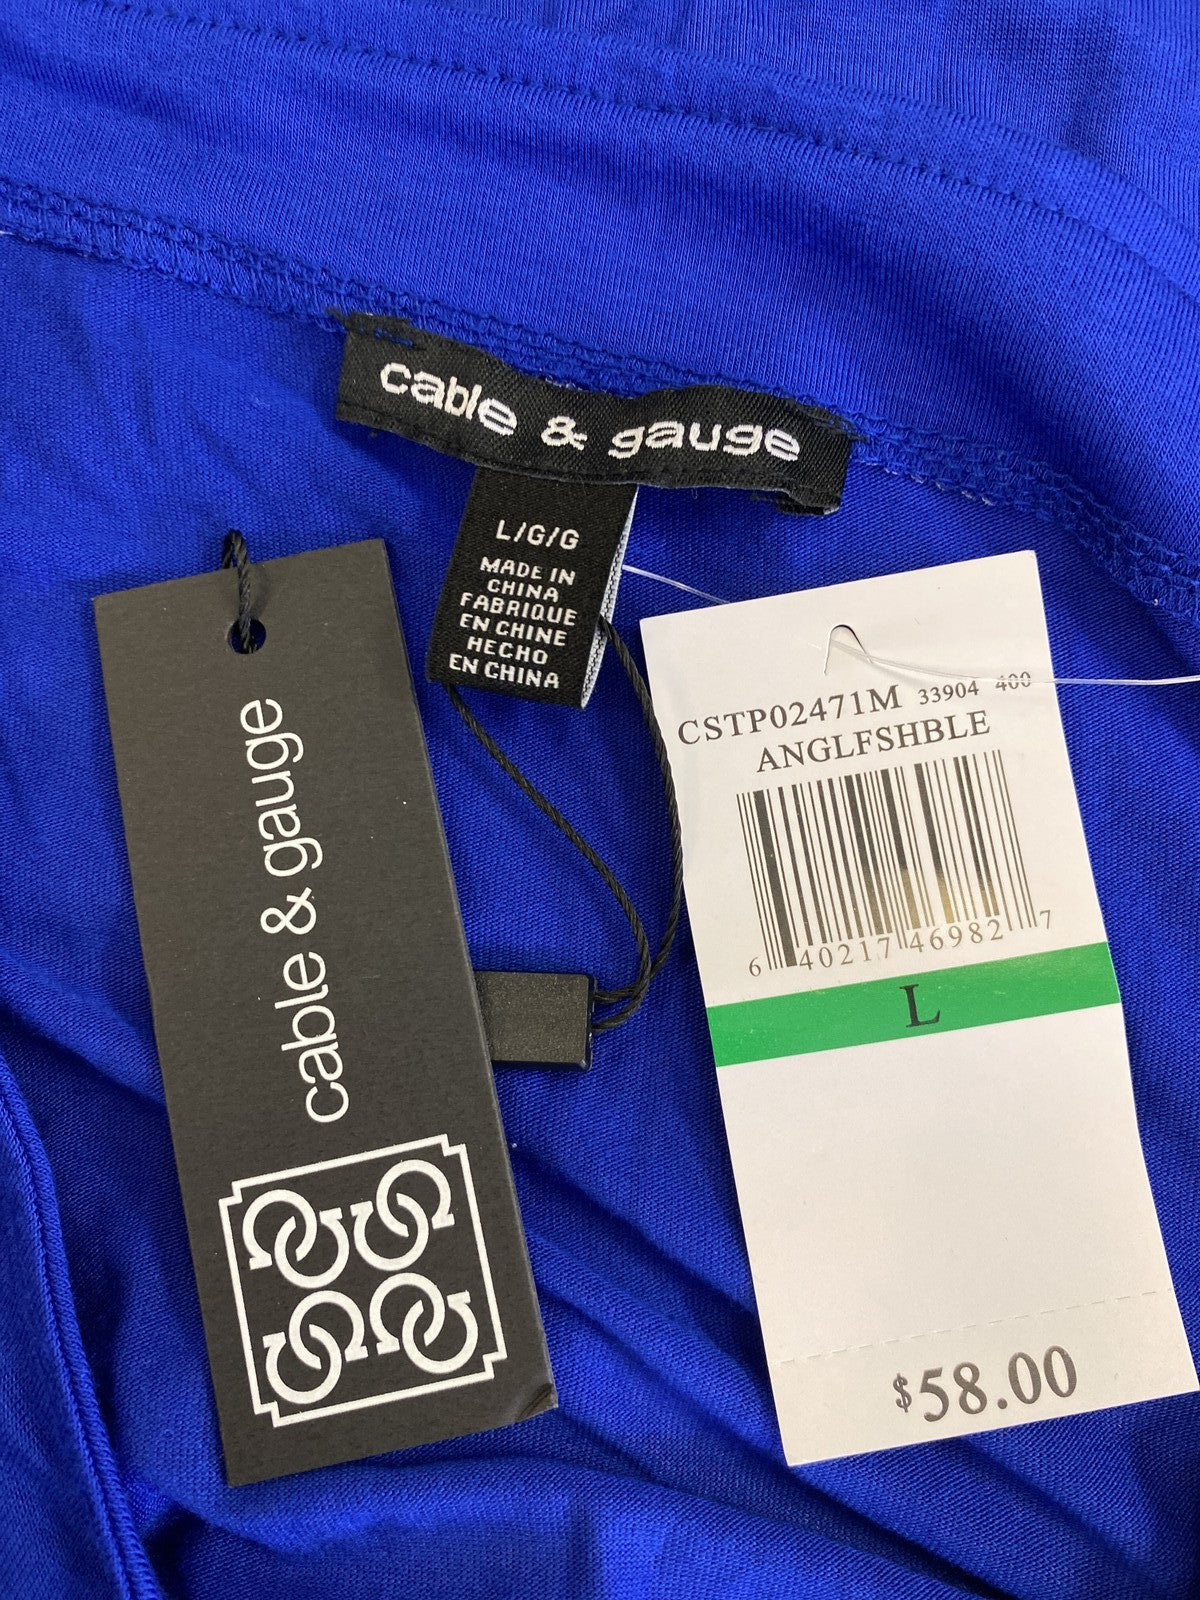 cable & gauge
L/G/G
MADE IN
CHINA
FABRIQUE
EN CHINE
HECHO
EN CHINA
cable & gauge
CSTP02471M 33904 400
ANGLFSHBLE
6 40217 46982 7
L
$58.00